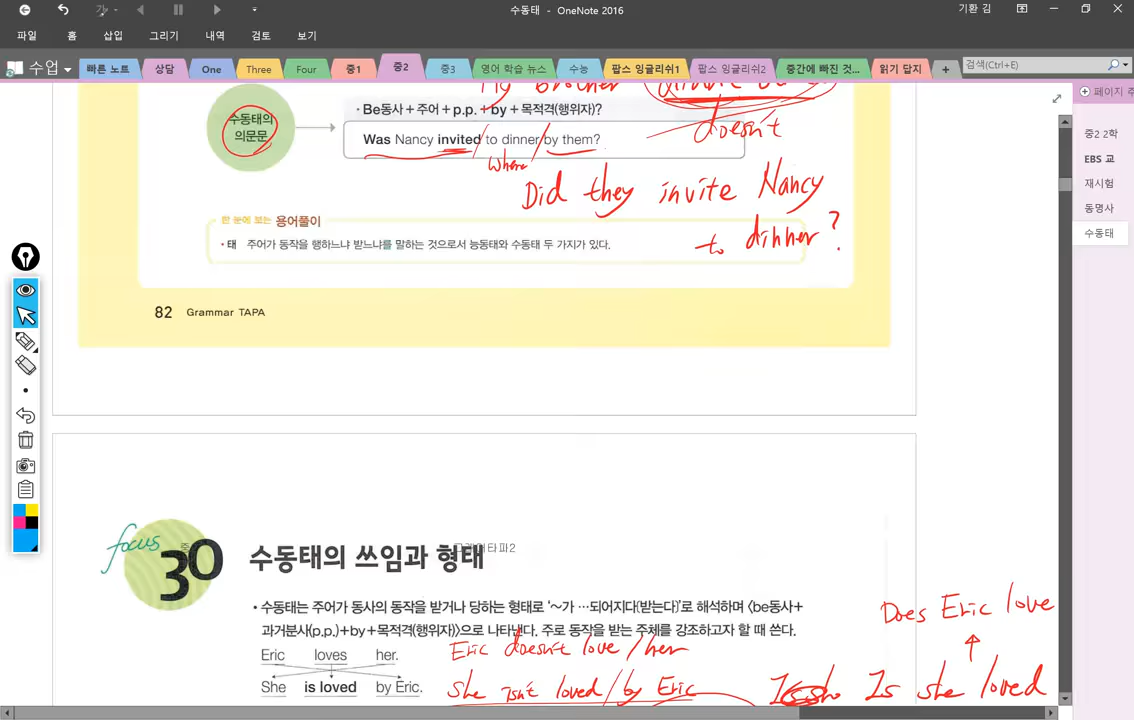 수동태 - OneNote 2016
기환 김
파일 홈 삽입 그리기 내역 검토 보기
수업 빠른 노트 상담 One Three Four 중1 중2 중3 영어 학습 뉴스 수능 팝스 잉글리쉬1 팝스 잉글리쉬2 중간에 빠진 것... 읽기 답지 +
검색(Ctrl+E)
페이지 추
중2 2학
EBS 교
재시험
동명사
수동태
My brother
doesn't
수동태의
의문문
· Be동사 + 주어 + p.p. + by + 목적격(행위자)?
Was Nancy invited / to dinner / by them?
where
Did they invite Nancy
to dinner?
한 눈에 보는 용어풀이
· 태 주어가 동작을 행하느냐 받느냐를 말하는 것으로서 능동태와 수동태 두 가지가 있다.
82 Grammar TAPA
focus
30 수동태의 쓰임과 형태
• 수동태는 주어가 동사의 동작을 받거나 당하는 형태로 '~가 …되어지다(받는다)'로 해석하며 〈be동사+
과거분사(p.p.)+by+목적격(행위자)〉으로 나타낸다. 주로 동작을 받는 주체를 강조하고자 할 때 쓴다.
Eric loves her.
Eric doesn't love / her
She is loved by Eric.
she isn't loved / by Eric
Does Eric love
Is she loved